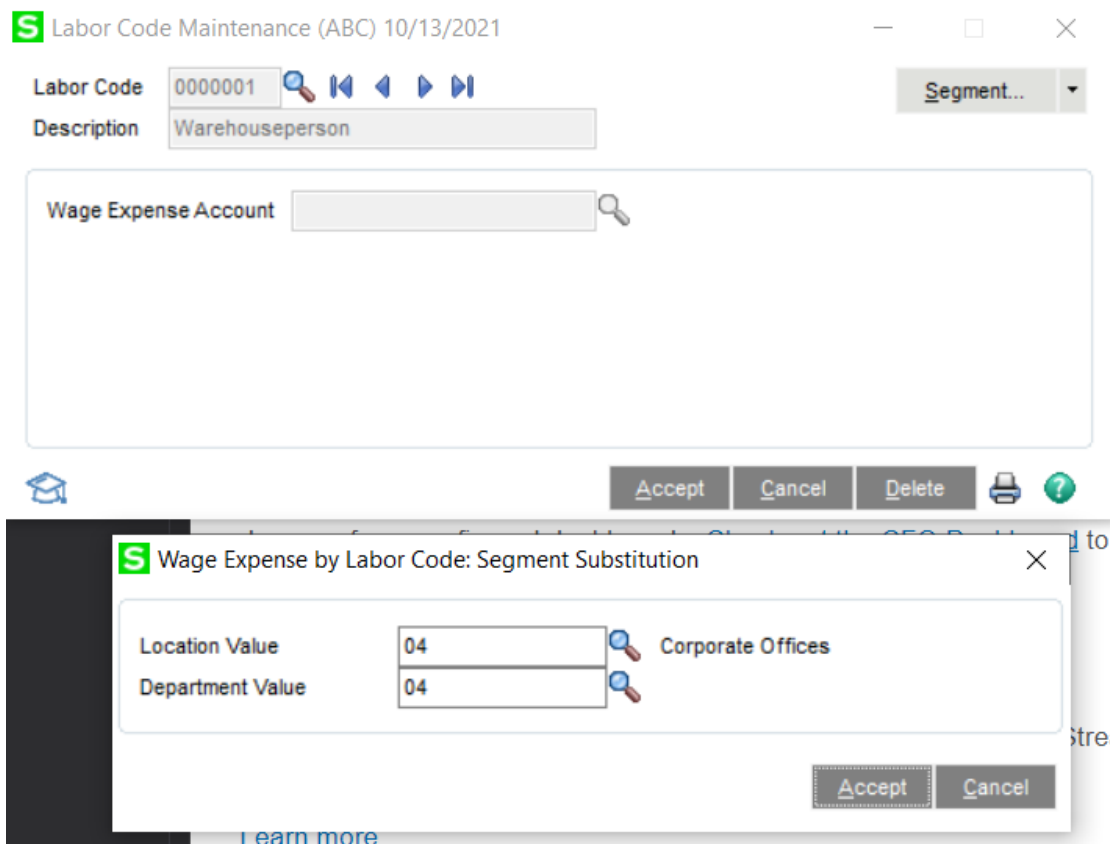 S Labor Code Maintenance (ABC) 10/13/2021
Labor Code 0000001 Segment...
Description Warehouseperson
Wage Expense Account
Accept Cancel Delete ?
to
S Wage Expense by Labor Code: Segment Substitution
Location Value 04 Corporate Offices
Department Value 04
Stre
Accept Cancel
Learn more